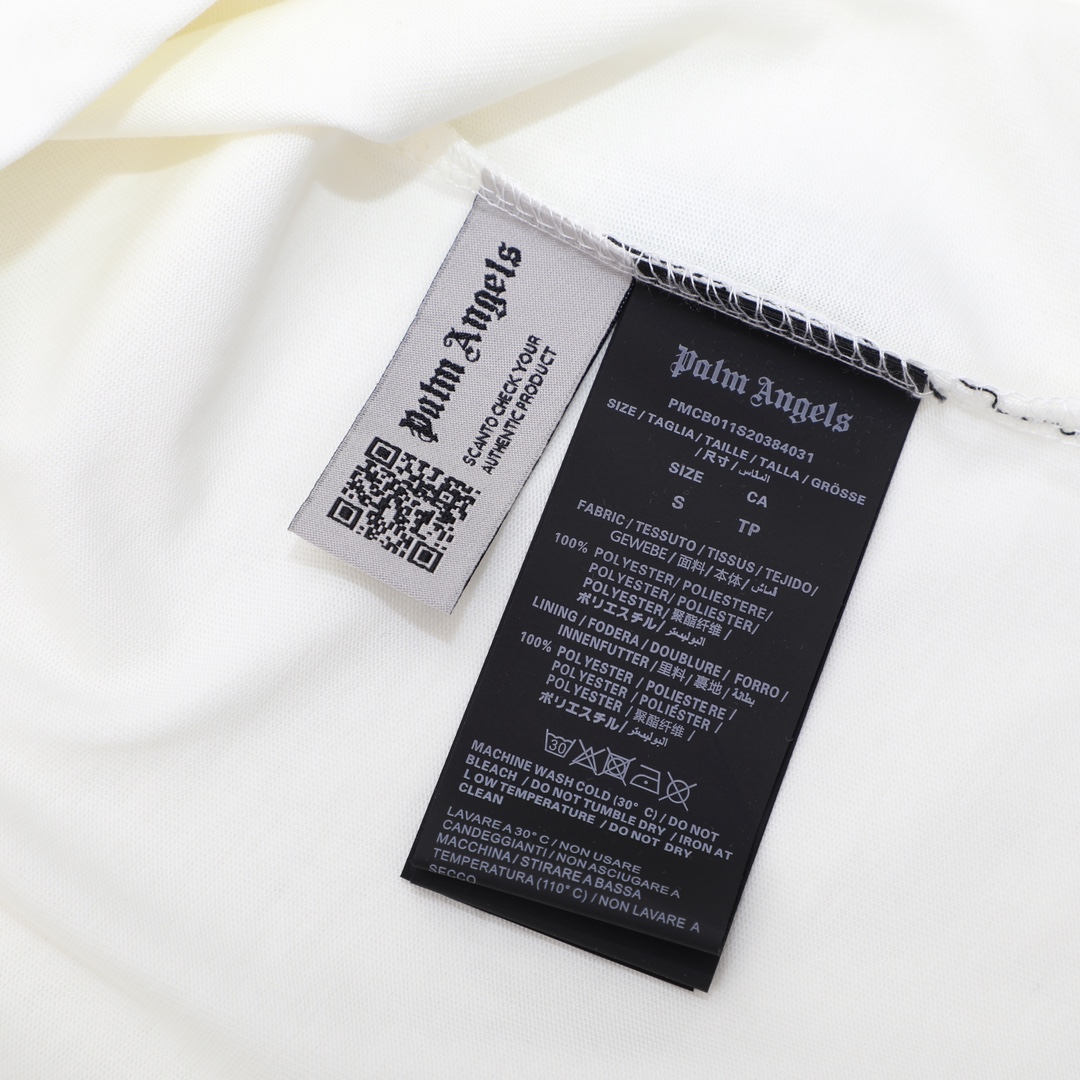 Palm Angels
SCANTO CHECK YOUR
AUTHENTIC PRODUCT
Palm Angels
PMCB011S20384031
SIZE / TAGLIA / TAILLE / TALLA / GRÖSSE
/ 尺寸 / المقاس
SIZE CA
S TP
FABRIC / TESSUTO / TISSUS / TEJIDO/
GEWEBE / 面料 / 本体 / قماش
100% POLYESTER/ POLIESTERE/
POLYESTER/ POLIESTER/
POLYESTER/ 聚酯纤维 /
ポリエステル/ البوليستر
LINING / FODERA / DOUBLURE / FORRO /
INNENFUTTER / 里料 / 裏地 / بطانة
100% POLYESTER / POLIESTERE /
POLYESTER / POLIÉSTER /
POLYESTER / 聚酯纤维 /
ポリエステル/ البوليستر
30
MACHINE WASH COLD (30° C) / DO NOT
BLEACH / DO NOT TUMBLE DRY / IRON AT
LOW TEMPERATURE / DO NOT DRY
CLEAN
LAVARE A 30° C / NON USARE
CANDEGGIANTI / NON ASCIUGARE A
MACCHINA / STIRARE A BASSA
TEMPERATURA (110° C) / NON LAVARE A
SECCO